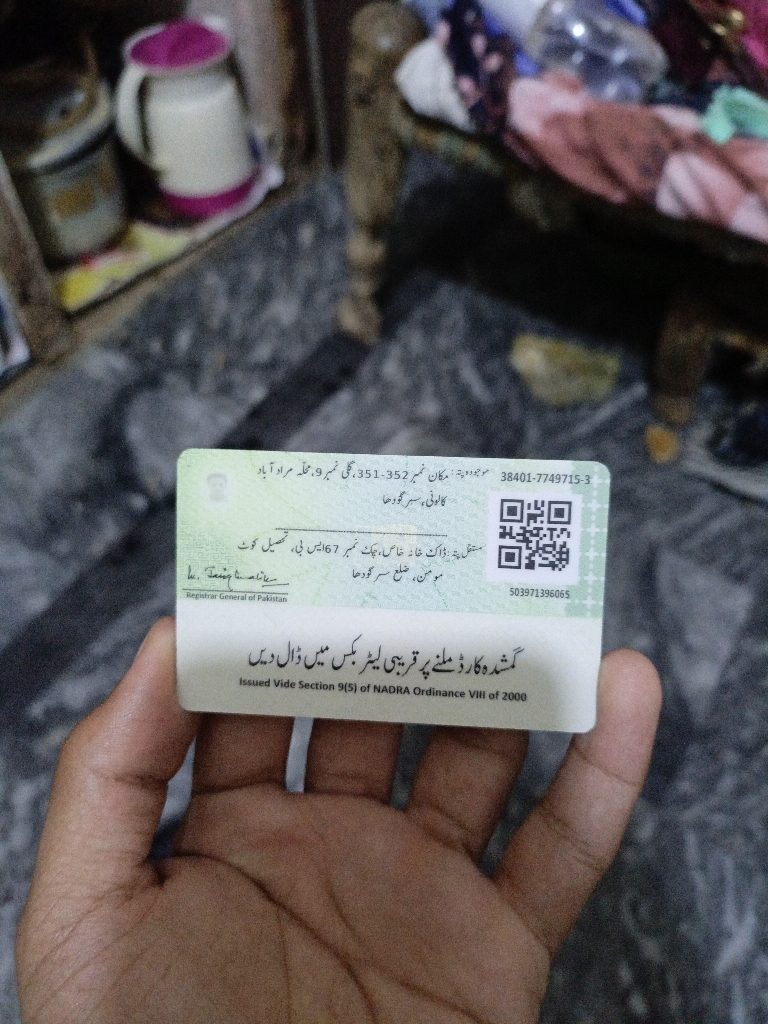 موجودہ پتہ: مکان نمبر 352-351، گلی نمبر 9، محلہ مراد آباد
کالونی، سرگودھا
38401-7749715-3
مستقل پتہ: ڈاک خانہ خاص، چک نمبر 67 ایس بی، تحصیل کوٹ
مومن، ضلع سرگودھا
503971396065
Registrar General of Pakistan
گمشدہ کارڈ ملنے پر قریبی لیٹر بکس میں ڈال دیں
Issued Vide Section 9(5) of NADRA Ordinance VIII of 2000